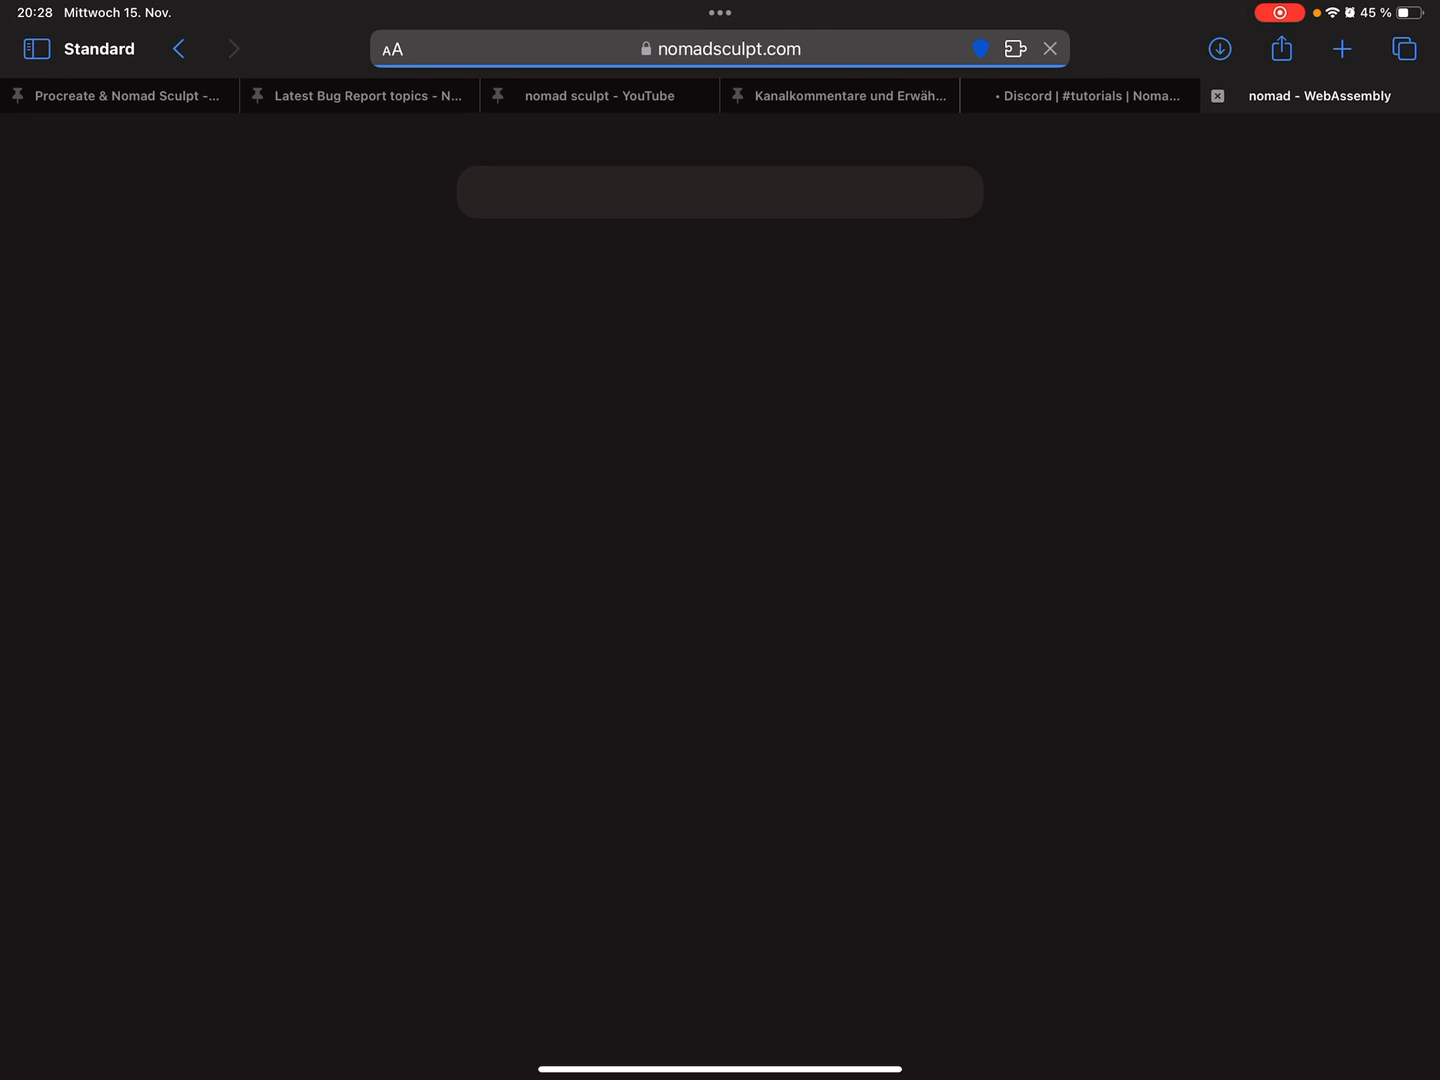 20:28 Mittwoch 15. Nov.
45 %
Standard
AA
nomadsculpt.com
Procreate & Nomad Sculpt -...
Latest Bug Report topics - N...
nomad sculpt - YouTube
Kanalkommentare und Erwäh...
• Discord | #tutorials | Noma...
nomad - WebAssembly